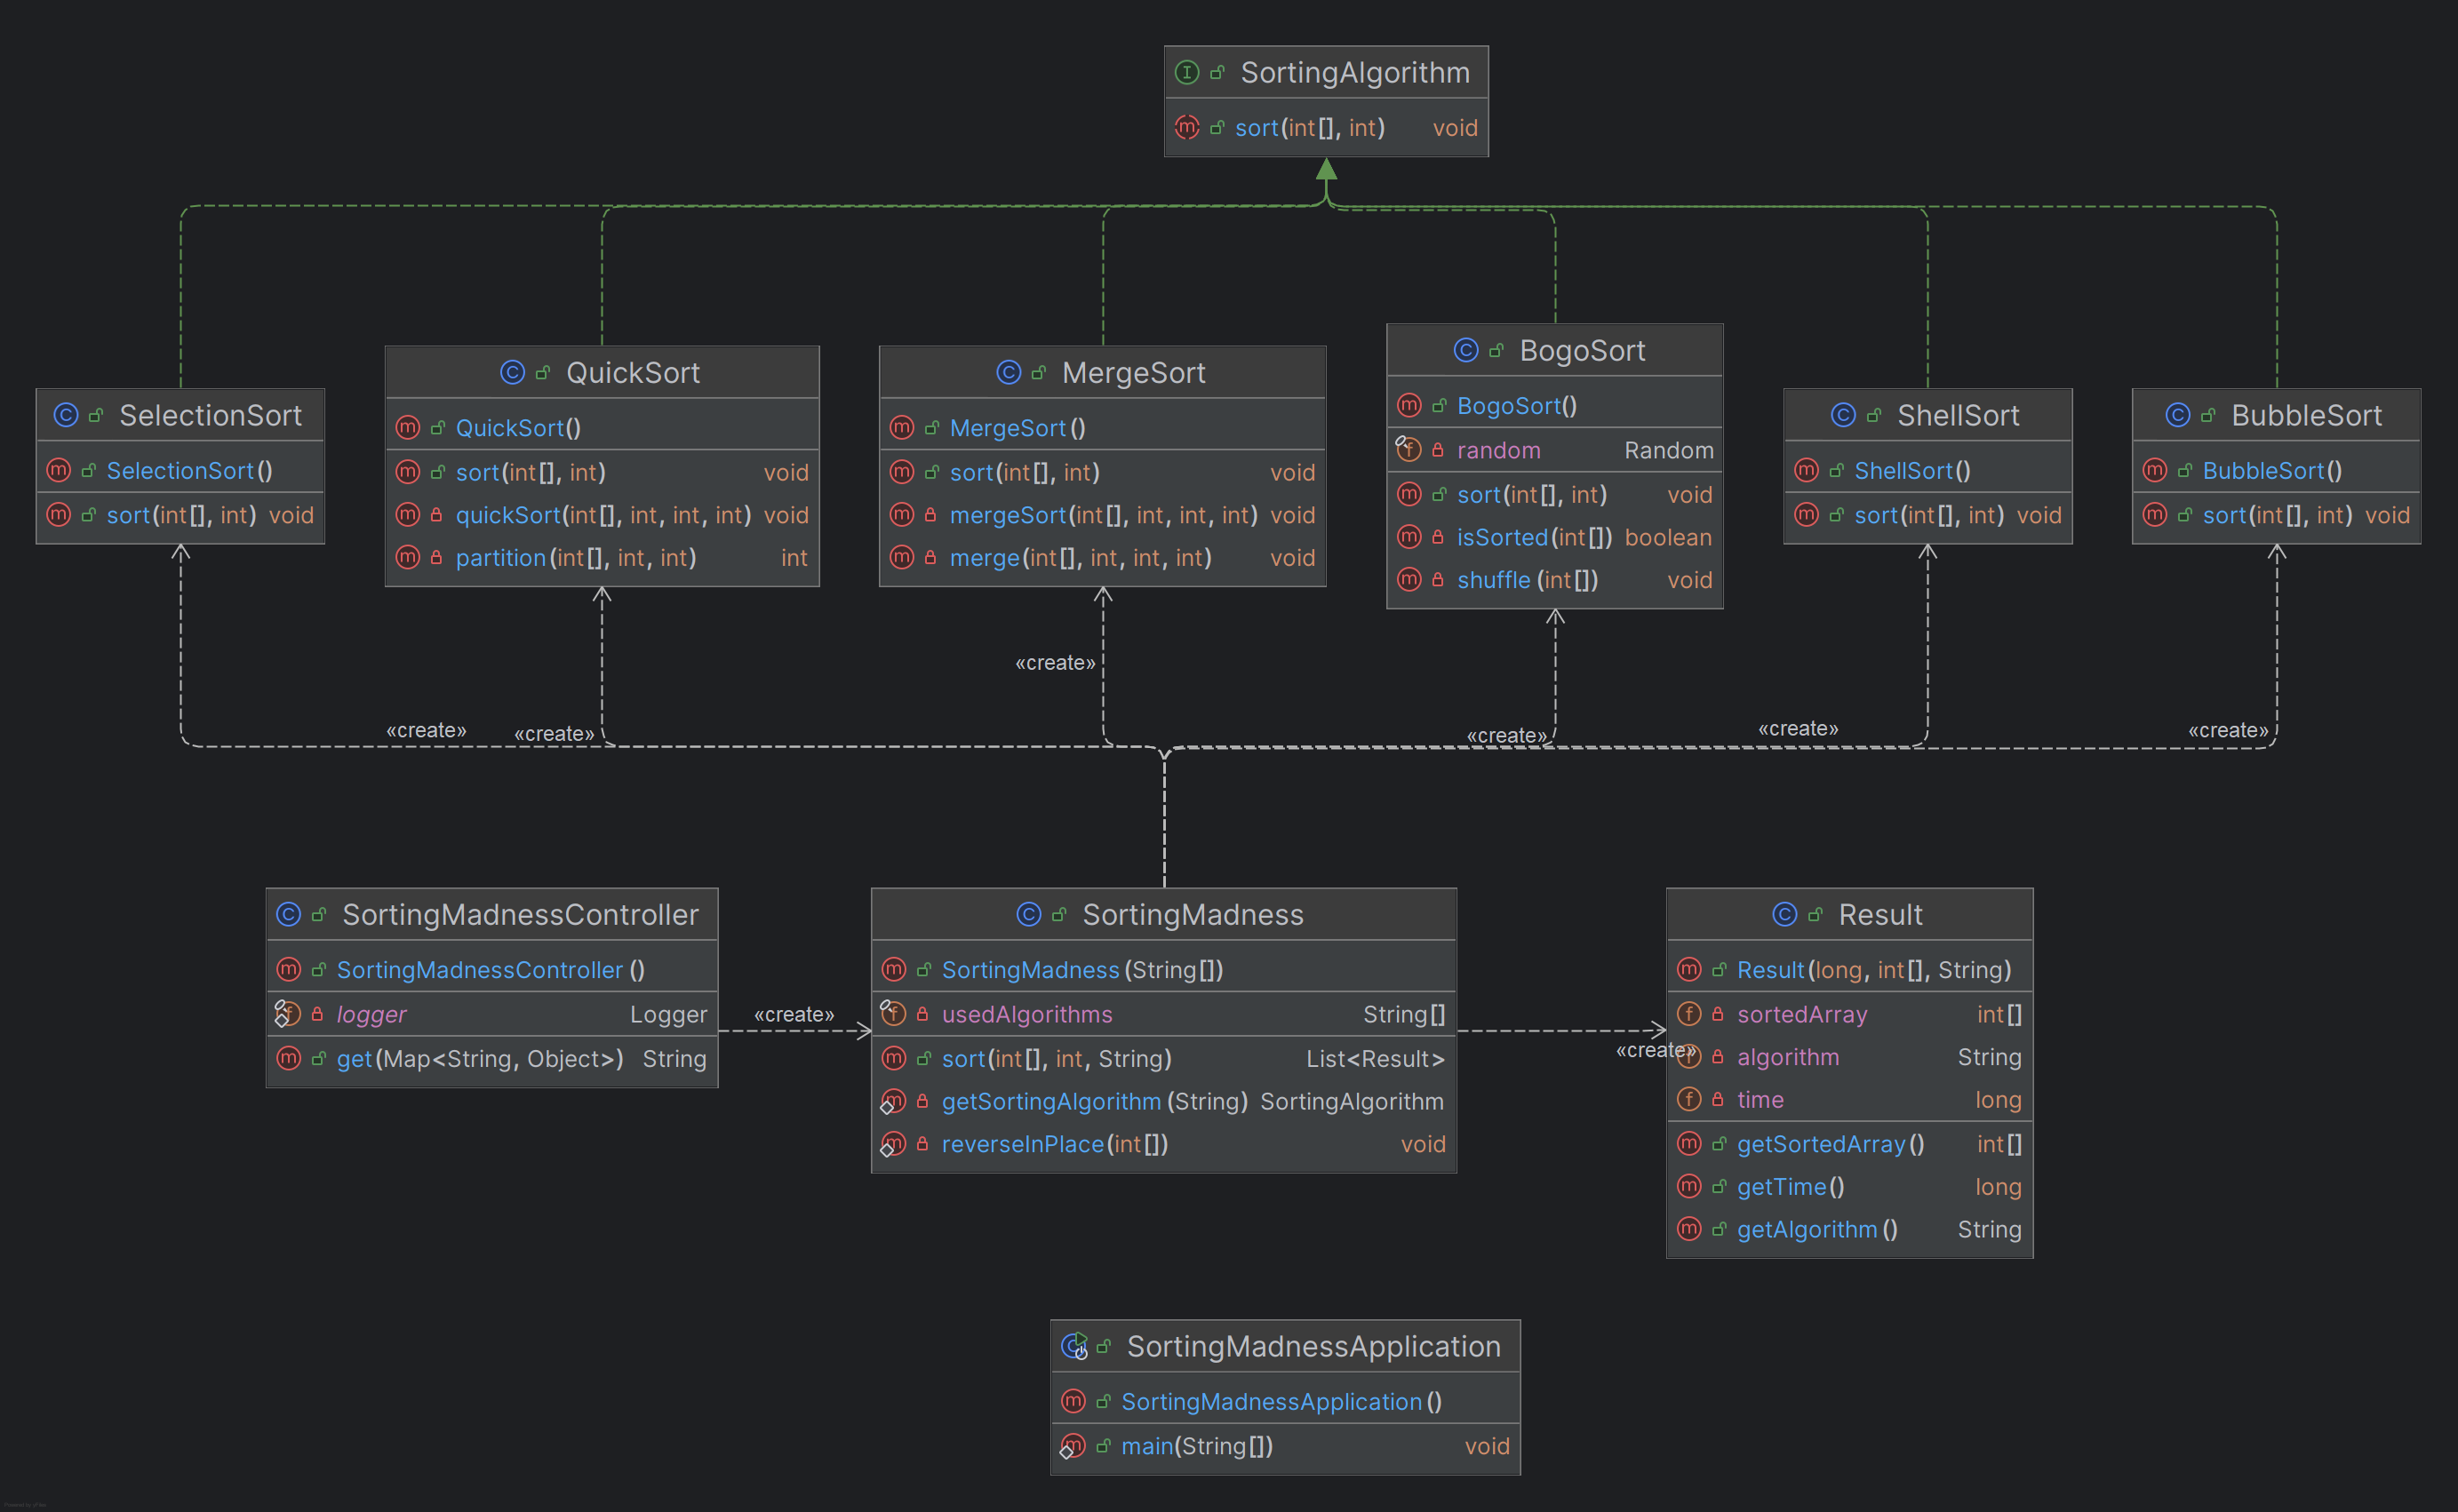 SortingAlgorithm
sort(int[], int) void
SelectionSort
SelectionSort()
sort(int[], int) void
QuickSort
QuickSort()
sort(int[], int) void
quickSort(int[], int, int, int) void
partition(int[], int, int) int
MergeSort
MergeSort()
sort(int[], int) void
mergeSort(int[], int, int, int) void
merge(int[], int, int, int) void
BogoSort
BogoSort()
random Random
sort(int[], int) void
isSorted(int[]) boolean
shuffle(int[]) void
ShellSort
ShellSort()
sort(int[], int) void
BubbleSort
BubbleSort()
sort(int[], int) void
«create»
«create»
«create»
«create»
«create»
«create»
SortingMadnessController
SortingMadnessController()
logger Logger
get(Map<String, Object>) String
«create»
SortingMadness
SortingMadness(String[])
usedAlgorithms String[]
sort(int[], int, String) List<Result>
getSortingAlgorithm(String) SortingAlgorithm
reverseInPlace(int[]) void
«create»
Result
Result(long, int[], String)
sortedArray int[]
algorithm String
time long
getSortedArray() int[]
getTime() long
getAlgorithm() String
SortingMadnessApplication
SortingMadnessApplication()
main(String[]) void
Powered by yFiles